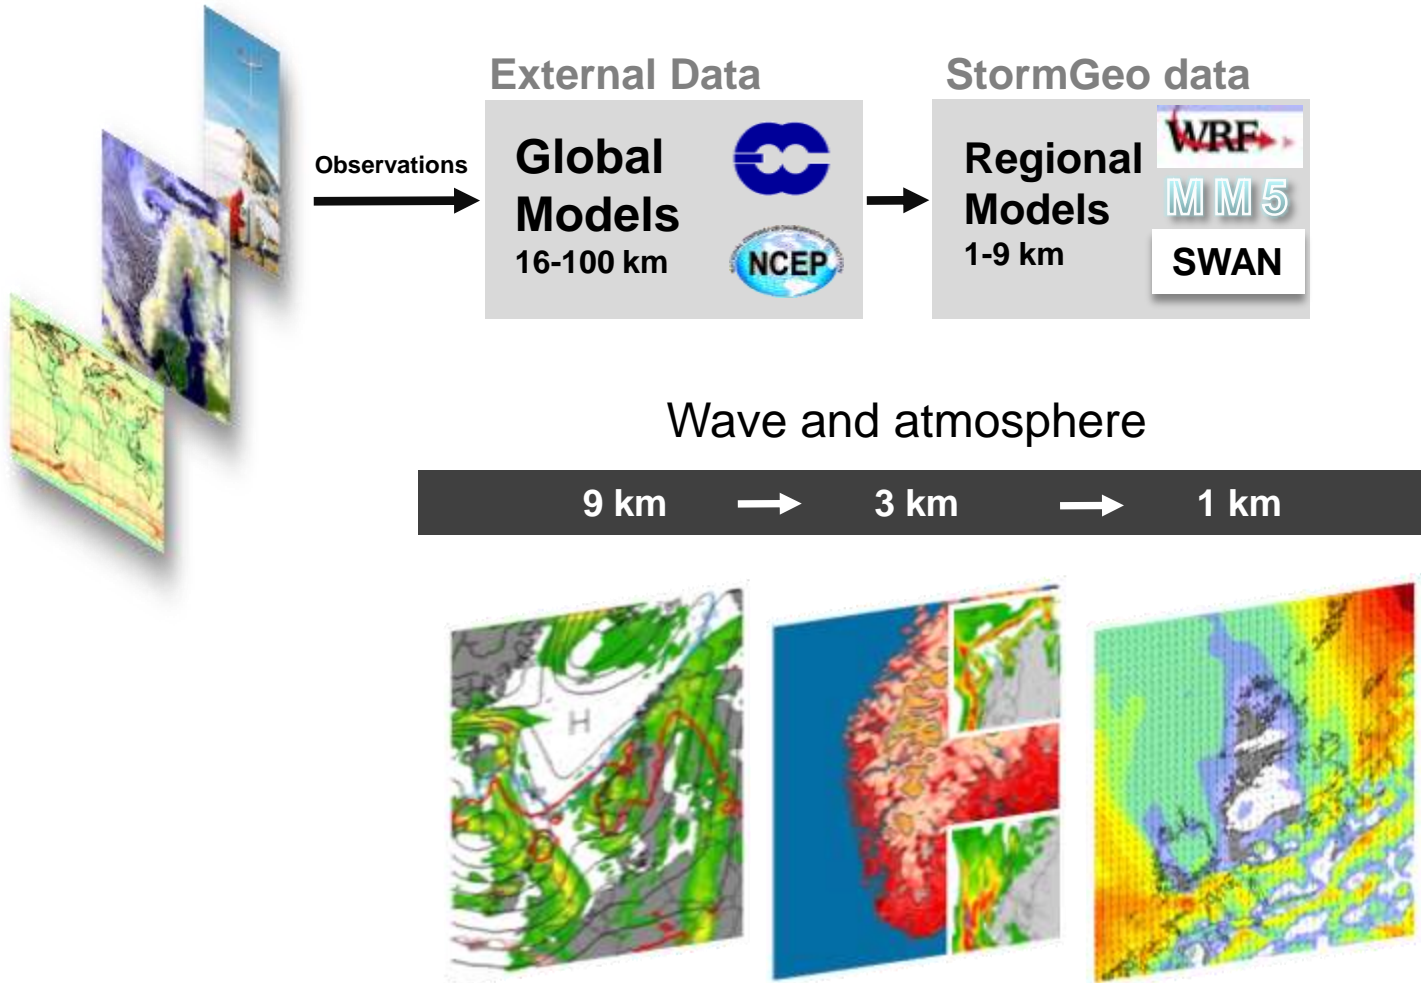 External Data
StormGeo data
Observations
Global
Models
16-100 km
NCEP
Regional
Models
1-9 km
WRF
MM5
SWAN
Wave and atmosphere
9 km
3 km
1 km
H